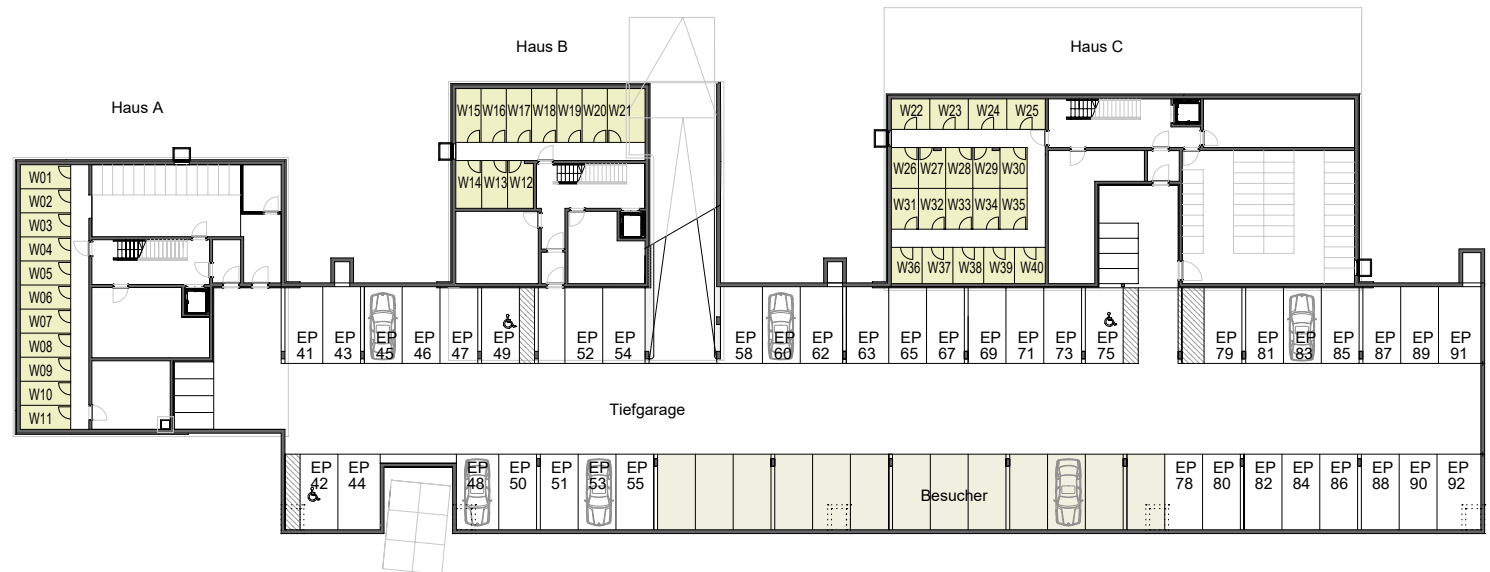 Haus A
Haus B
Haus C
W01
W02
W03
W04
W05
W06
W07
W08
W09
W10
W11
W15 W16 W17 W18 W19 W20 W21
W14 W13 W12
W22 W23 W24 W25
W26 W27 W28 W29 W30
W31 W32 W33 W34 W35
W36 W37 W38 W39 W40
EP 41
EP 43
EP 45
EP 46
EP 47
EP 49
EP 52
EP 54
EP 58
EP 60
EP 62
EP 63
EP 65
EP 67
EP 69
EP 71
EP 73
EP 75
EP 79
EP 81
EP 83
EP 85
EP 87
EP 89
EP 91
Tiefgarage
EP 42
EP 44
EP 48
EP 50
EP 51
EP 53
EP 55
Besucher
EP 78
EP 80
EP 82
EP 84
EP 86
EP 88
EP 90
EP 92